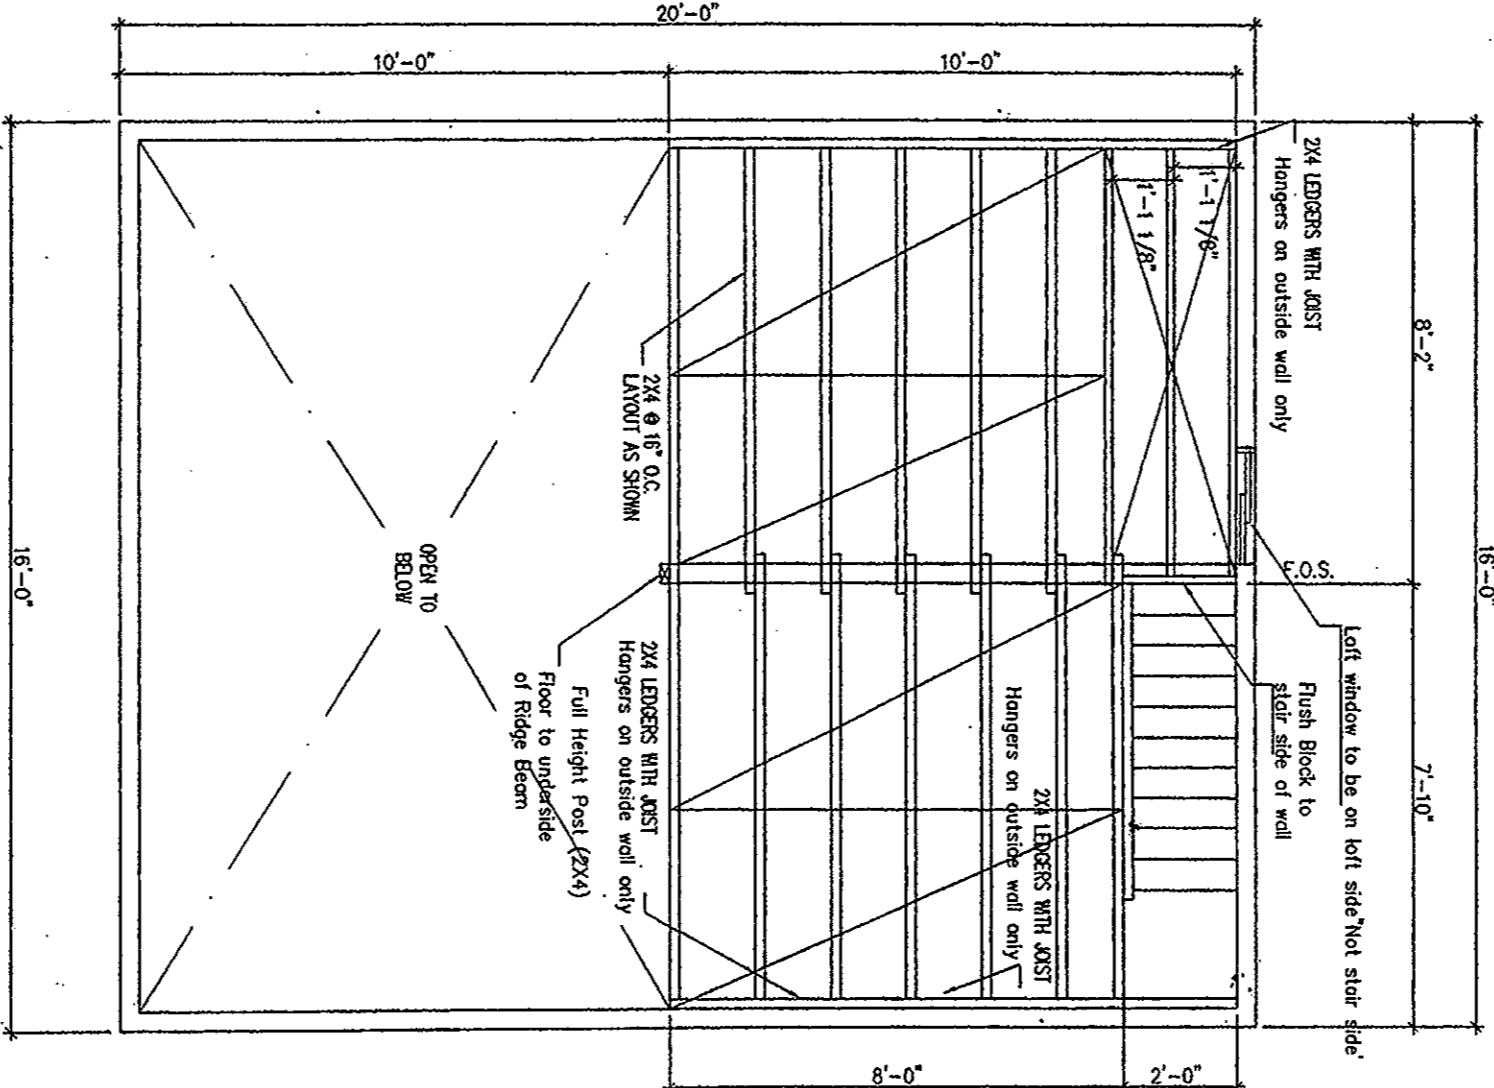 20'-0"
10'-0"
10'-0"
2X4 LEDGERS WITH JOIST
Hangers on outside wall only
1'-1 1/8"
1'-1 1/8"
8'-2"
16'-0"
16'-0"
2X4 @ 16" O.C.
LAYOUT AS SHOWN
OPEN TO
BELOW
F.O.S.
Loft window to be on loft side"Not stair side'
Flush Block to
stair side of wall
7'-10"
2X4 LEDGERS WITH JOIST
Hangers on outside wall only
2X4 LEDGERS WITH JOIST
Hangers on outside wall only
Full Height Post (2X4)
Floor to underside
of Ridge Beam
8'-0"
2'-0"